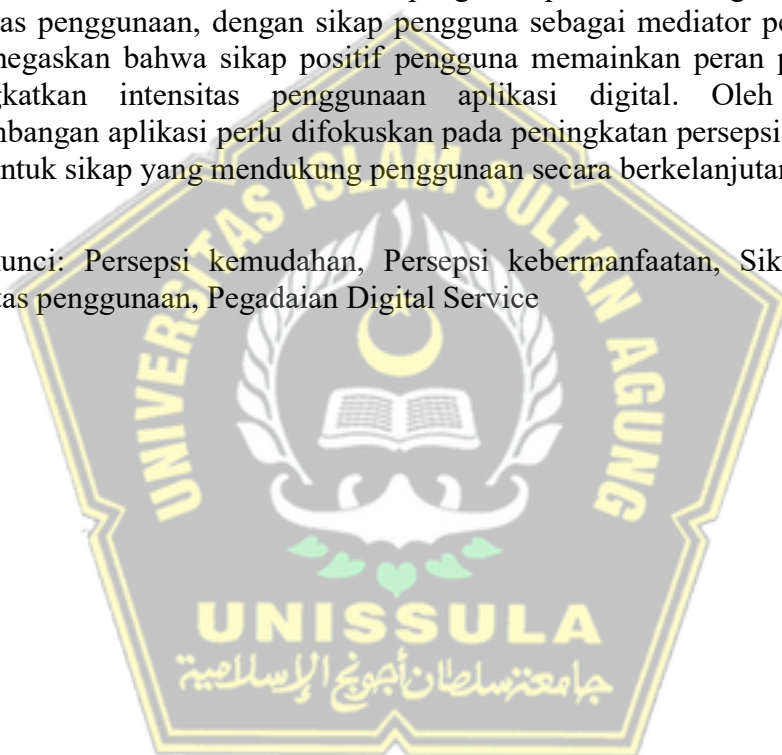 as penggunaan, dengan sikap pengguna sebagai mediator pe
negaskan bahwa sikap positif pengguna memainkan peran p
gkatkan intensitas penggunaan aplikasi digital. Oleh
mbangan aplikasi perlu difokuskan pada peningkatan persepsi
ntuk sikap yang mendukung penggunaan secara berkelanjutan
unci: Persepsi kemudahan, Persepsi kebermanfaatan, Sik
tas penggunaan, Pegadaian Digital Service
UNIVERSITAS ISLAM SULTAN AGUNG
UNISSULA
جامعة سلطان أجونج الإسلامية